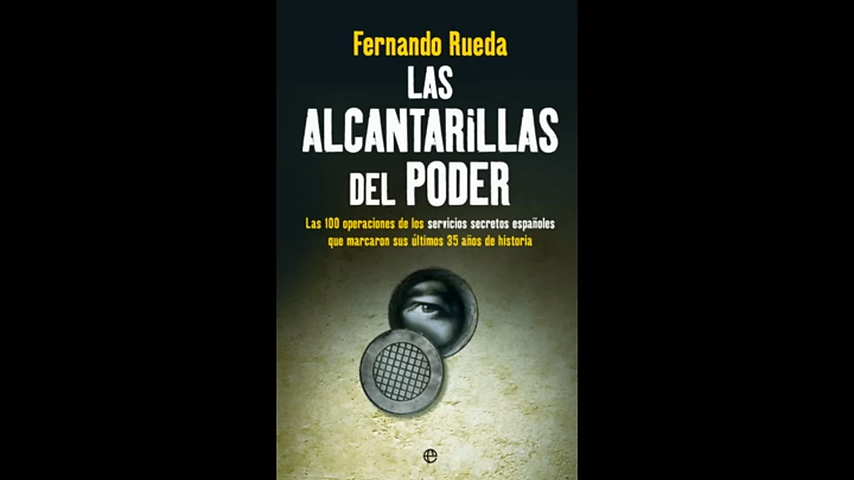 Fernando Rueda
LAS
ALCANTARiLLAS
DEL PODER
Las 100 operaciones de los servicios secretos españoles
que marcaron sus últimos 35 años de historia